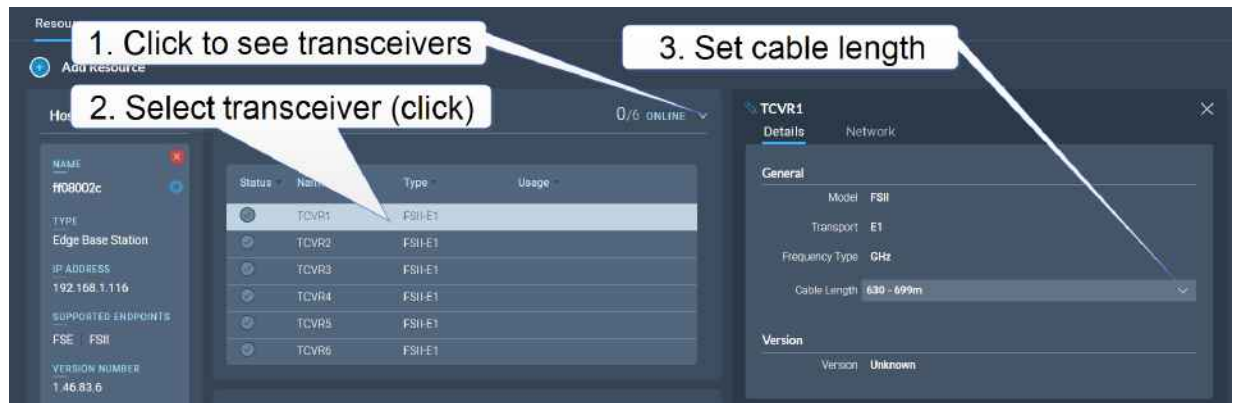 1. Click to see transceivers
3. Set cable length
Add Resource
2. Select transceiver (click)
0/6 ONLINE
TCVR1
Details Network
NAME
ff08002c
TYPE
Edge Base Station
IP ADDRESS
192.168.1.116
SUPPORTED ENDPOINTS
FSE FSII
VERSION NUMBER
1.46.83.6
Status Type Usage
TCVR1 FSII-E1
TCVR2 FSII-E1
TCVR3 FSII-E1
TCVR4 FSII-E1
TCVR5 FSII-E1
TCVR6 FSII-E1
General
Model FSII
Transport E1
Frequency Type GHz
Cable Length 630 - 699m
Version
Version Unknown